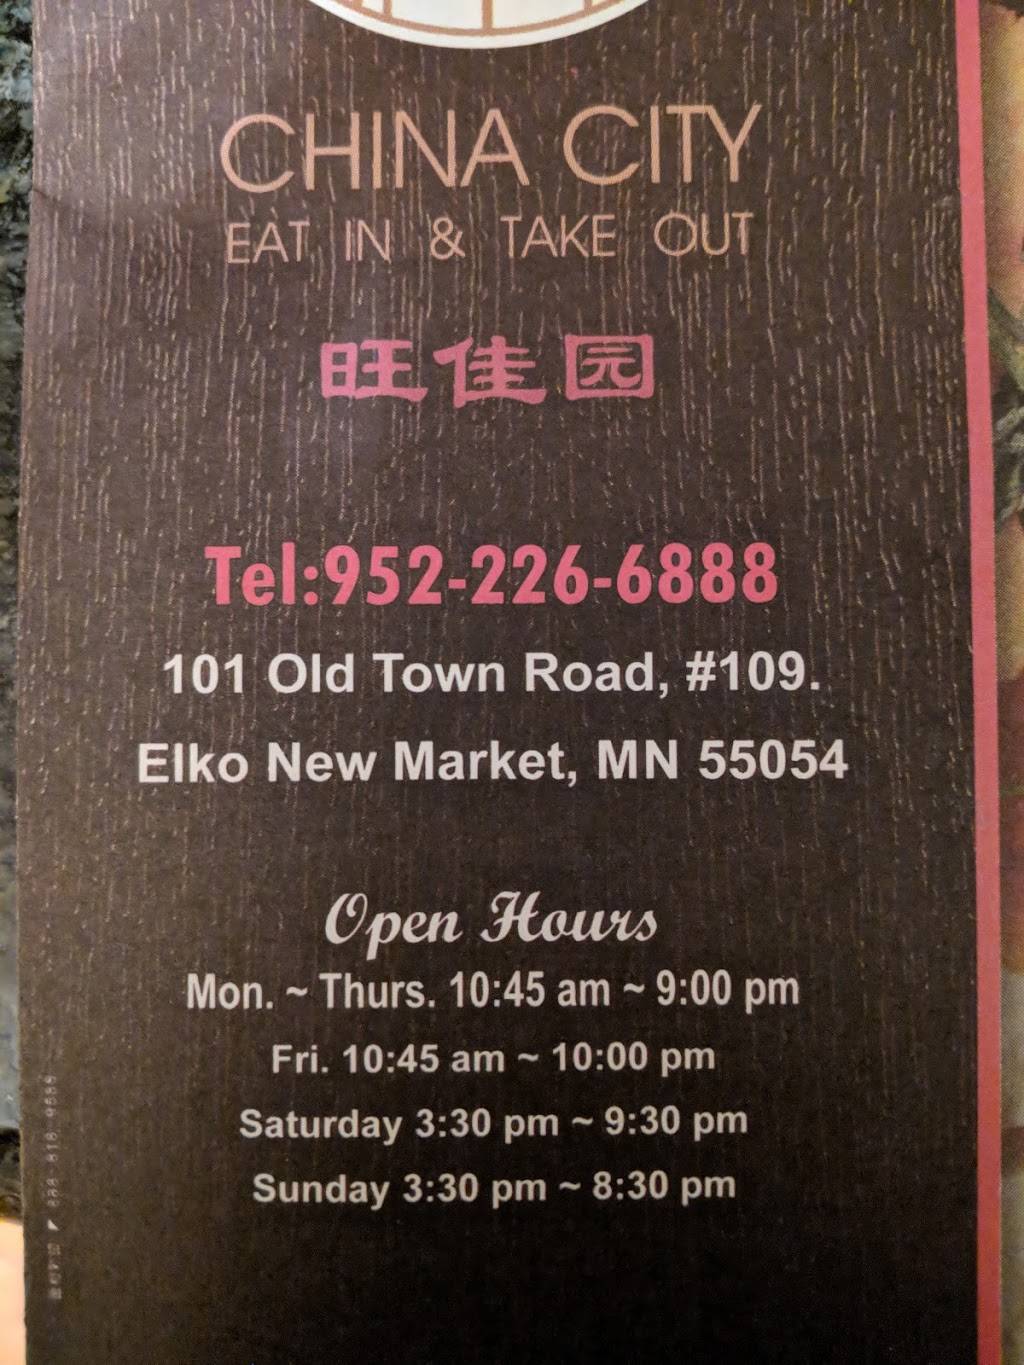 CHINA CITY
EAT IN & TAKE OUT
旺佳园
Tel:952-226-6888
101 Old Town Road, #109.
Elko New Market, MN 55054
Open Hours
Mon. ~ Thurs. 10:45 am ~ 9:00 pm
Fri. 10:45 am ~ 10:00 pm
Saturday 3:30 pm ~ 9:30 pm
Sunday 3:30 pm ~ 8:30 pm